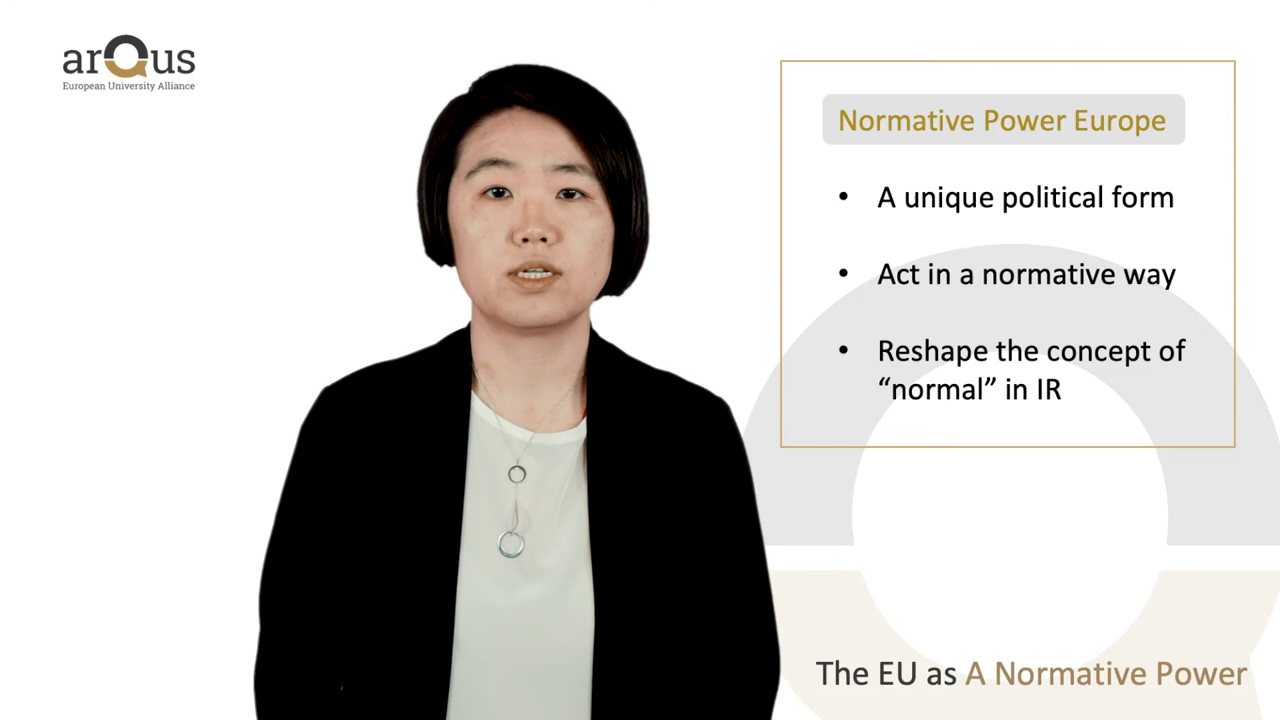 arQus
European University Alliance
Normative Power Europe
• A unique political form
• Act in a normative way
• Reshape the concept of
“normal” in IR
The EU as A Normative Power